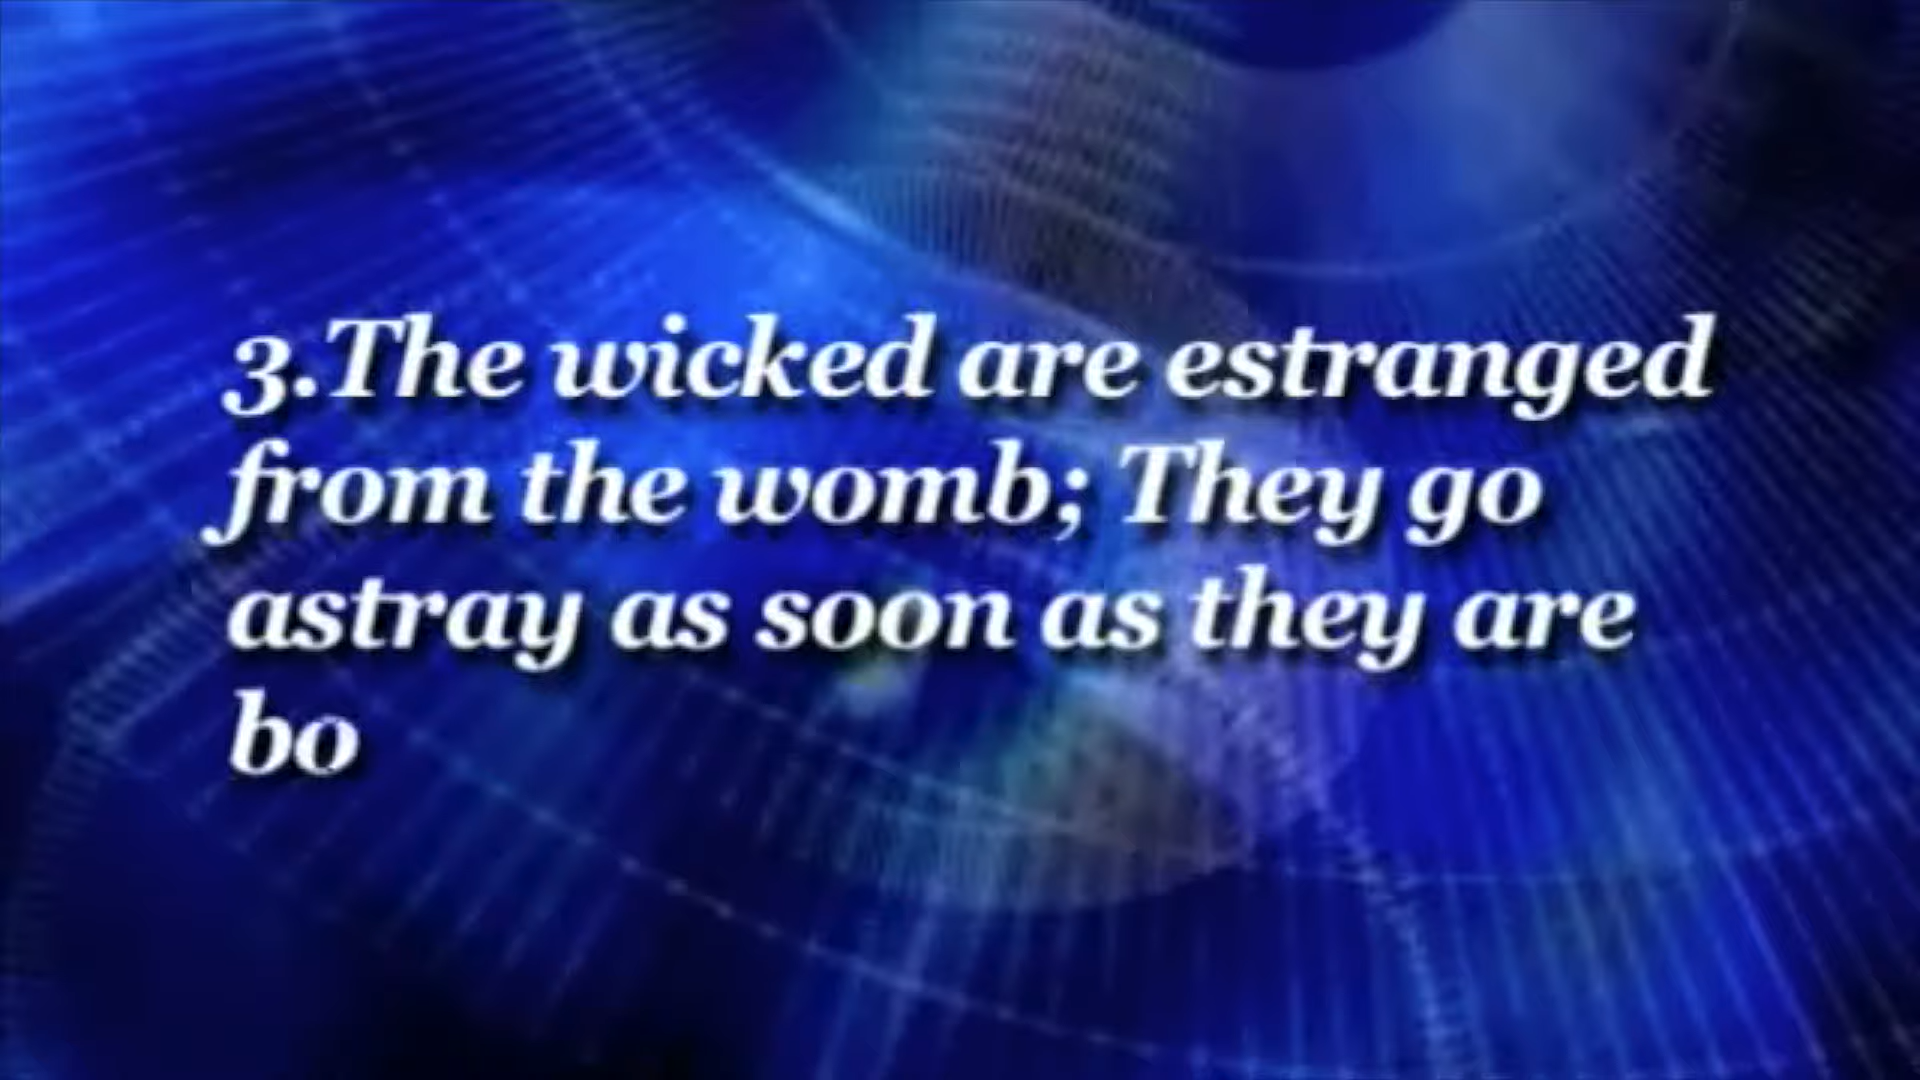 3.The wicked are estranged
from the womb; They go
astray as soon as they are
bo